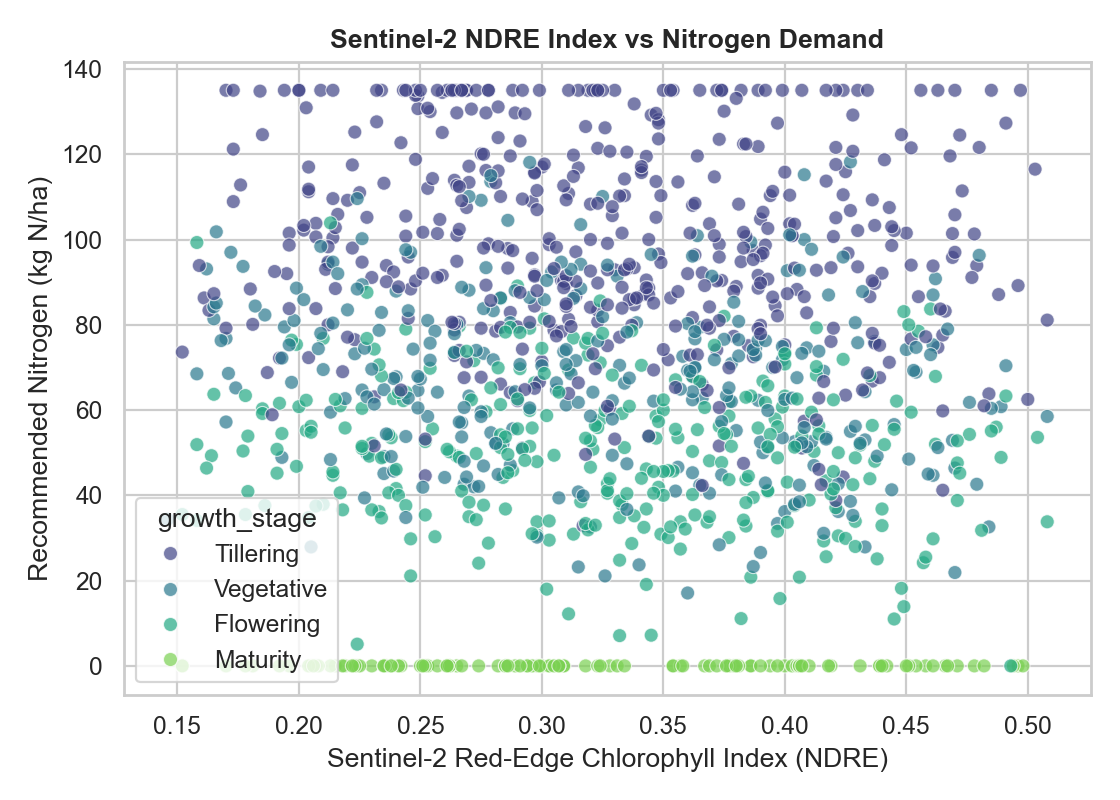 Sentinel-2 NDRE Index vs Nitrogen Demand
Recommended Nitrogen (kg N/ha)
140
120
100
80
60
40
20
0
growth_stage
Tillering
Vegetative
Flowering
Maturity
0.15 0.20 0.25 0.30 0.35 0.40 0.45 0.50
Sentinel-2 Red-Edge Chlorophyll Index (NDRE)